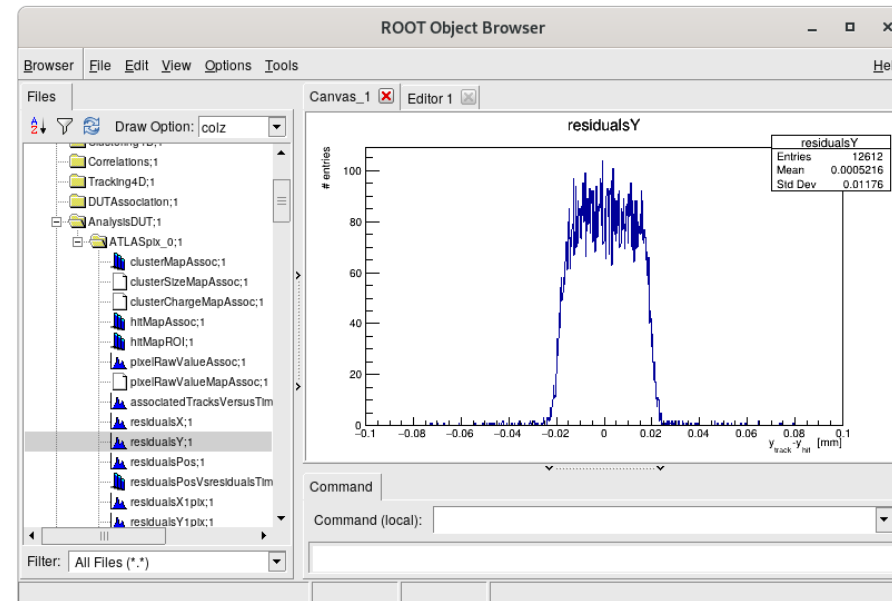 ROOT Object Browser
Browser File Edit View Options Tools
Files
Draw Option: colz
Correlations;1
Tracking4D;1
DUTAssociation;1
AnalysisDUT;1
ATLASpix_0;1
clusterMapAssoc;1
clusterSizeMapAssoc;1
clusterChargeMapAssoc;1
hitMapAssoc;1
hitMapROI;1
pixelRawValueAssoc;1
pixelRawValueMapAssoc;1
associatedTracksVersusTim
residualsX;1
residualsY;1
residualsPos;1
residualsPosVsresidualsTim
residualsX1pix;1
residualsY1pix;1
Filter: All Files (*.*)
Canvas_1 Editor 1
residualsY
residualsY
Entries 12612
Mean 0.0005216
Std Dev 0.01176
# entries
100
80
60
40
20
0
−0.1 −0.08 −0.06 −0.04 −0.02 0 0.02 0.04 0.06 0.08 0.1
ytrack-yhit [mm]
Command
Command (local):